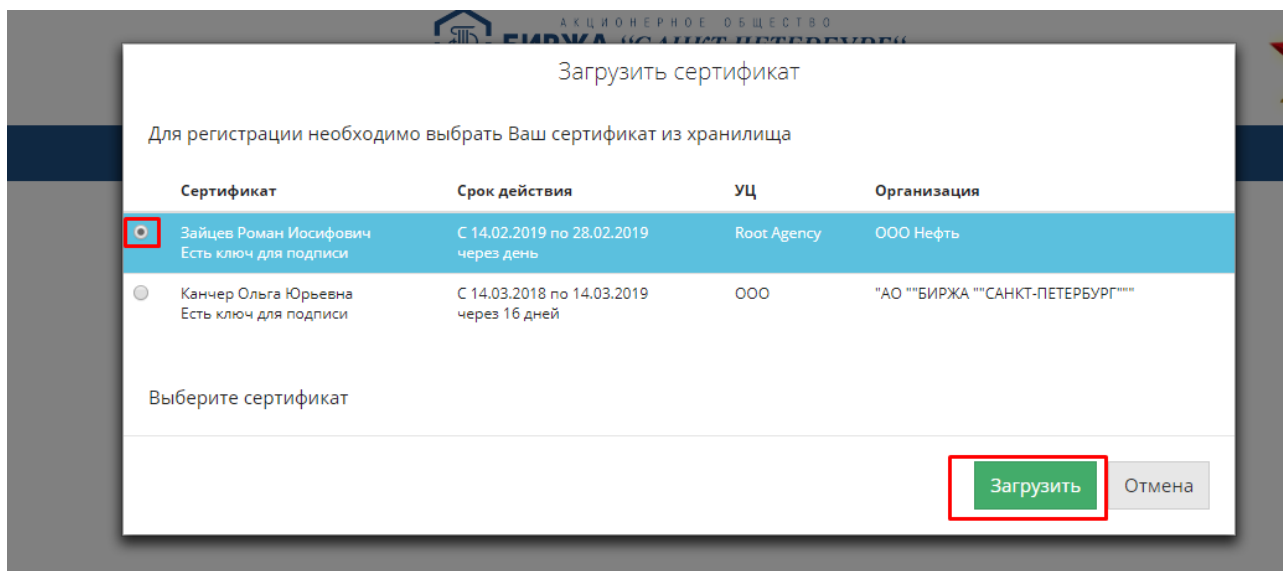 АКЦИОНЕРНОЕ ОБЩЕСТВО
БИРЖА “САНКТ-ПЕТЕРБУРГ“
Загрузить сертификат
Для регистрации необходимо выбрать Ваш сертификат из хранилища
Сертификат Срок действия УЦ Организация
Зайцев Роман Иосифович С 14.02.2019 по 28.02.2019 Root Agency ООО Нефть
Есть ключ для подписи через день
Канчер Ольга Юрьевна С 14.03.2018 по 14.03.2019 ООО "АО ""БИРЖА ""САНКТ-ПЕТЕРБУРГ"""
Есть ключ для подписи через 16 дней
Выберите сертификат
Загрузить Отмена